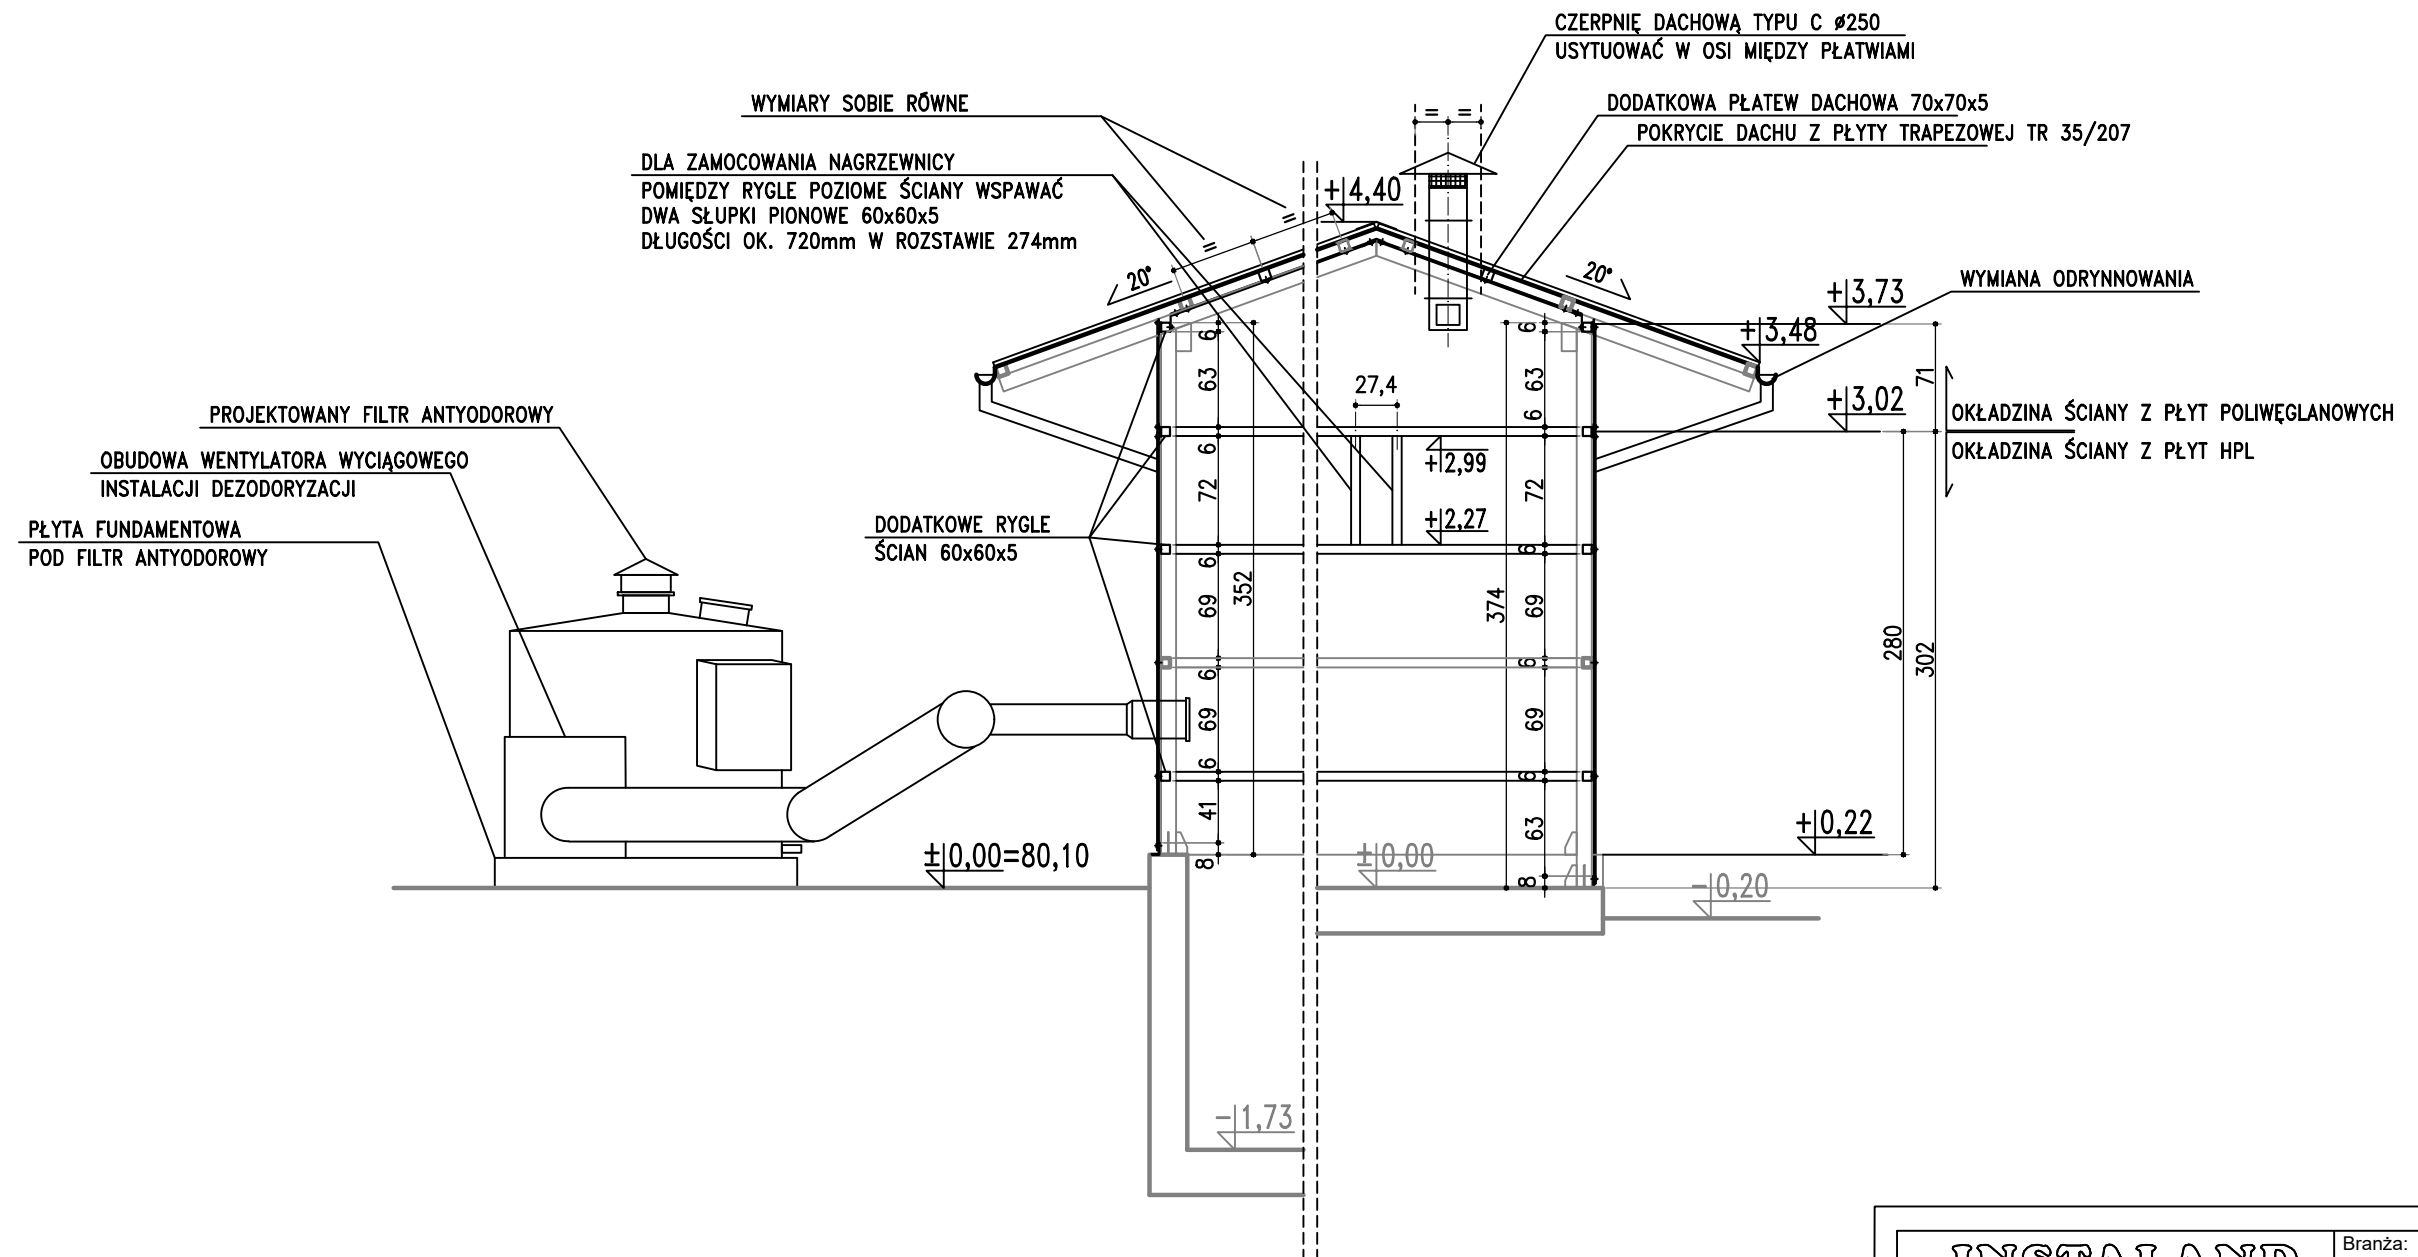 CZERPNIĘ DACHOWĄ TYPU C ø250
USYTUOWAĆ W OSI MIĘDZY PŁATWIAMI
WYMIARY SOBIE RÓWNE
= =
DODATKOWA PŁATEW DACHOWA 70x70x5
POKRYCIE DACHU Z PŁYTY TRAPEZOWEJ TR 35/207
DLA ZAMOCOWANIA NAGRZEWNICY
POMIĘDZY RYGLE POZIOME ŚCIANY WSPAWAĆ
DWA SŁUPKI PIONOWE 60x60x5
DŁUGOŚCI OK. 720mm W ROZSTAWIE 274mm
+4,40
= =
20°
20°
WYMIANA ODRYNNOWANIA
+3,73
+3,48
+3,02
71
OKŁADZINA ŚCIANY Z PŁYT POLIWĘGLANOWYCH
OKŁADZINA ŚCIANY Z PŁYT HPL
27,4
+2,99
+2,27
PROJEKTOWANY FILTR ANTYODOROWY
OBUDOWA WENTYLATORA WYCIĄGOWEGO
INSTALACJI DEZODORYZACJI
PŁYTA FUNDAMENTOWA
POD FILTR ANTYODOROWY
DODATKOWE RYGLE
ŚCIAN 60x60x5
6
63
6
72
6
69
6
69
6
41
8
352
374
6
63
6
72
6
69
6
69
6
63
8
280
302
+0,22
±0,00=80,10
±0,00
-0,20
-1,73
INSTALAND
Branża: